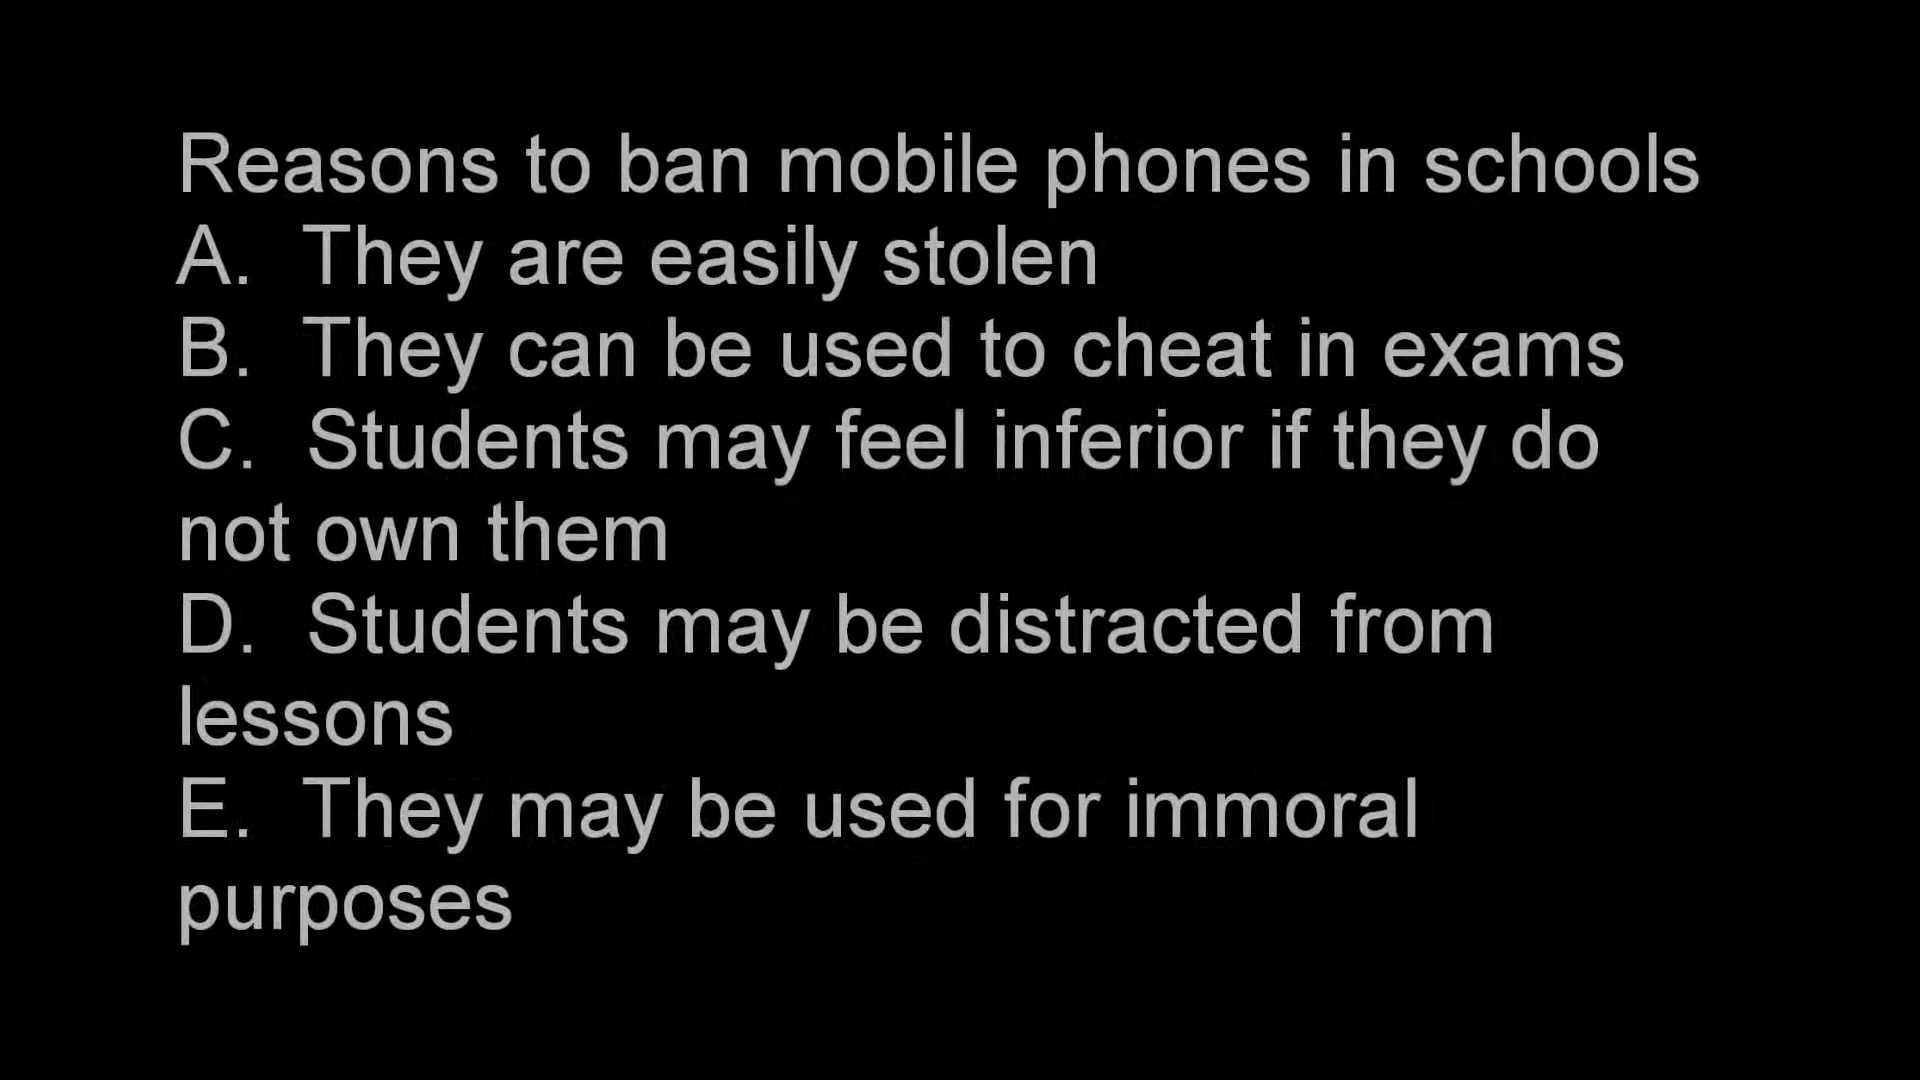 Reasons to ban mobile phones in schools
A. They are easily stolen
B. They can be used to cheat in exams
C. Students may feel inferior if they do
not own them
D. Students may be distracted from
lessons
E. They may be used for immoral
purposes